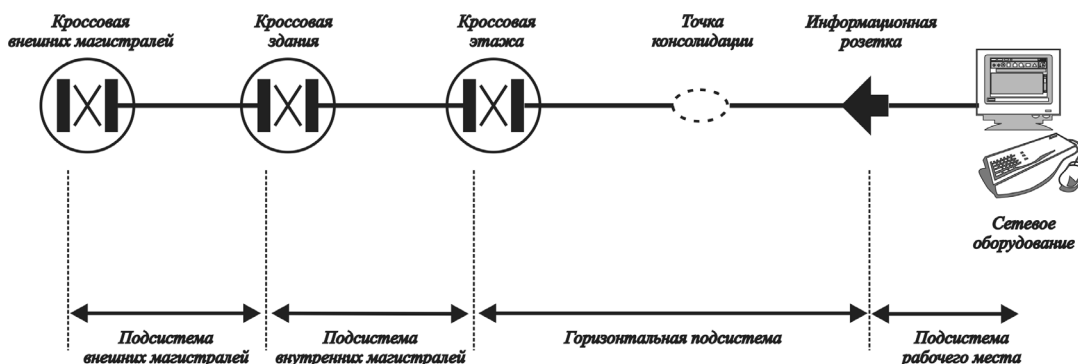 Кроссовая
внешних магистралей
Кроссовая
здания
Кроссовая
этажа
Точка
консолидации
Информационная
розетка
Сетевое
оборудование
Подсистема
внешних магистралей
Подсистема
внутренних магистралей
Горизонтальная подсистема
Подсистема
рабочего места